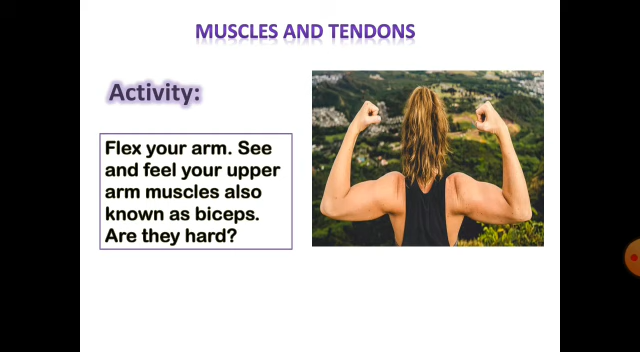 MUSCLES AND TENDONS
Activity:
Flex your arm. See
and feel your upper
arm muscles also
known as biceps.
Are they hard?